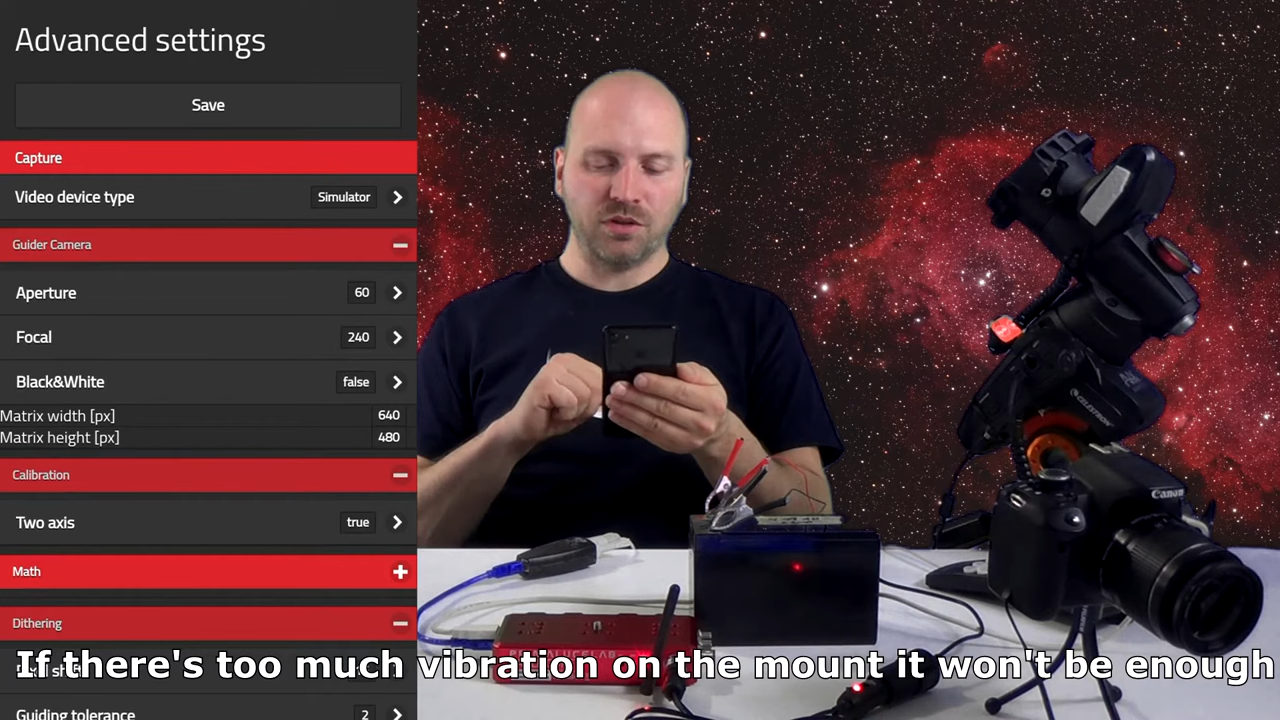 Advanced settings
Save
Capture
Video device type Simulator
Guider Camera
Aperture 60
Focal 240
Black&White false
Matrix width [px] 640
Matrix height [px] 480
Calibration
Two axis true
Math
Dithering
If there's too much vibration on the mount it won't be enough
Guiding tolerance 2
CELESTRON
Canon